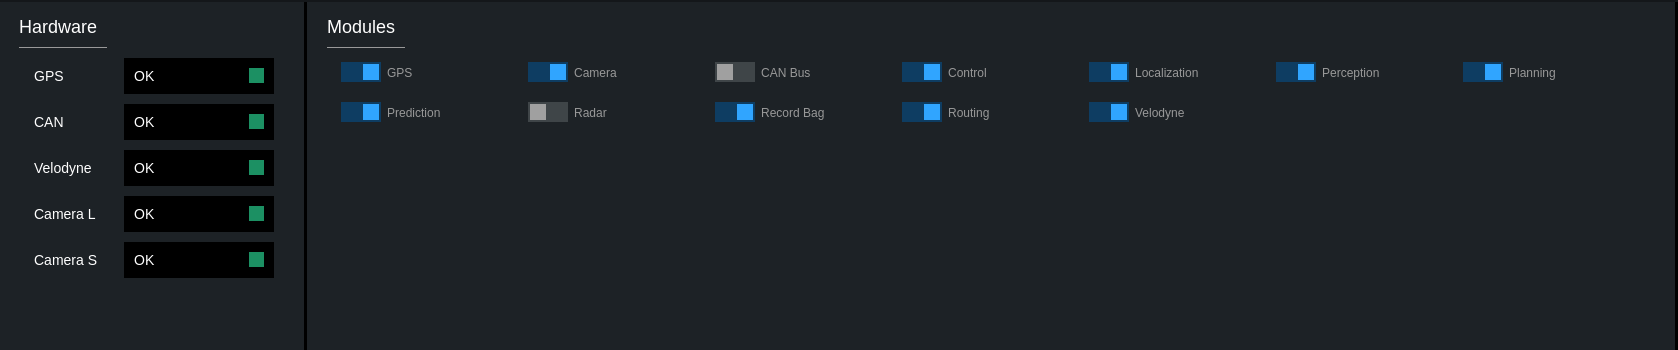 Hardware
GPS OK
CAN OK
Velodyne OK
Camera L OK
Camera S OK
Modules
GPS Camera CAN Bus Control Localization Perception Planning
Prediction Radar Record Bag Routing Velodyne